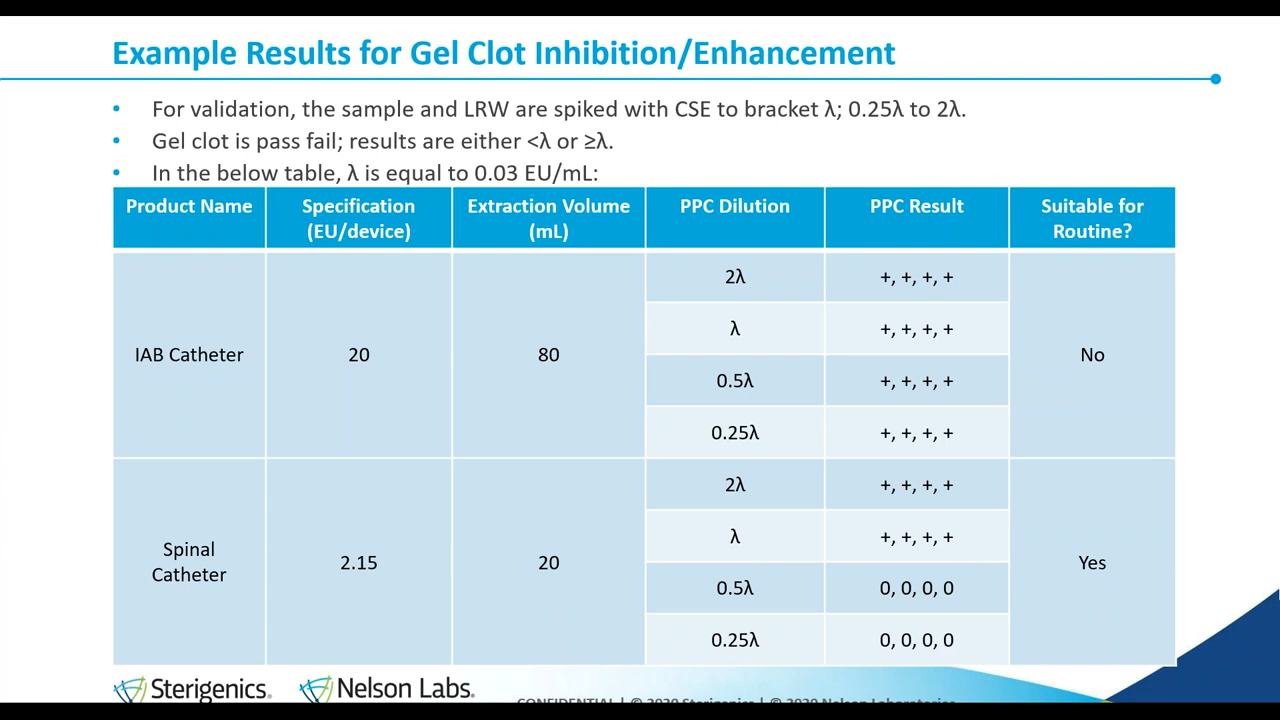 Example Results for Gel Clot Inhibition/Enhancement
• For validation, the sample and LRW are spiked with CSE to bracket λ; 0.25λ to 2λ.
• Gel clot is pass fail; results are either <λ or ≥λ.
• In the below table, λ is equal to 0.03 EU/mL:
Product Name Specification (EU/device) Extraction Volume (mL) PPC Dilution PPC Result Suitable for Routine?
IAB Catheter 20 80 2λ +, +, +, + No
λ +, +, +, +
0.5λ +, +, +, +
0.25λ +, +, +, +
Spinal Catheter 2.15 20 2λ +, +, +, + Yes
λ +, +, +, +
0.5λ 0, 0, 0, 0
0.25λ 0, 0, 0, 0
Sterigenics. Nelson Labs.
CONFIDENTIAL | © 2020 Sterigenics | © 2020 Nelson Laboratories